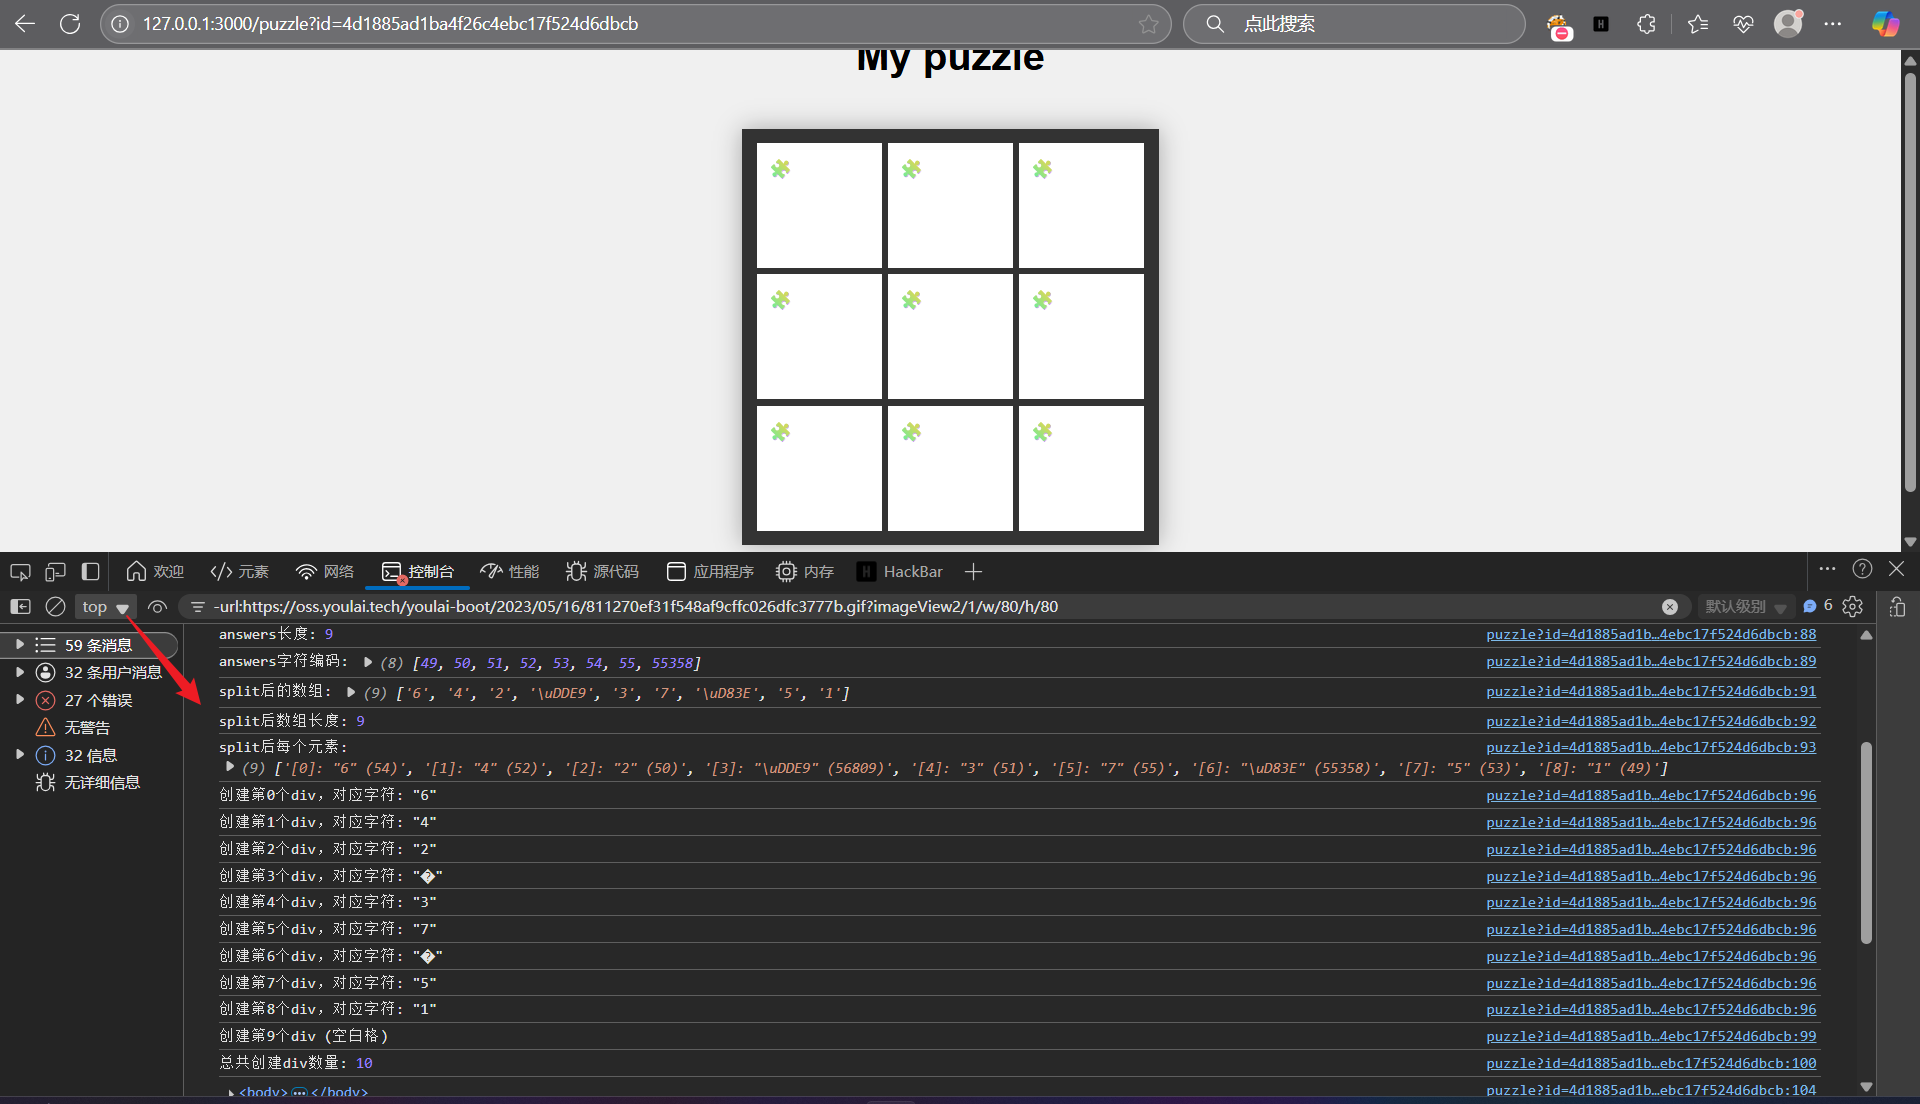 127.0.0.1:3000/puzzle?id=4d1885ad1ba4f26c4ebc17f524d6dbcb
点此搜索
My puzzle
欢迎
元素
网络
控制台
性能
源代码
应用程序
内存
HackBar
top
-url:https://oss.youlai.tech/youlai-boot/2023/05/16/811270ef31f548af9cffc026dfc3777b.gif?imageView2/1/w/80/h/80
默认级别
6
59 条消息
32 条用户消息
27 个错误
无警告
32 信息
无详细信息
answers长度: 9 puzzle?id=4d1885ad1b…4ebc17f524d6dbcb:88
answers字符编码: (8) [49, 50, 51, 52, 53, 54, 55, 55358] puzzle?id=4d1885ad1b…4ebc17f524d6dbcb:89
split后的数组: (9) ['6', '4', '2', '\uDDE9', '3', '7', '\uD83E', '5', '1'] puzzle?id=4d1885ad1b…4ebc17f524d6dbcb:91
split后数组长度: 9 puzzle?id=4d1885ad1b…4ebc17f524d6dbcb:92
split后每个元素: puzzle?id=4d1885ad1b…4ebc17f524d6dbcb:93
(9) ['[0]: "6" (54)', '[1]: "4" (52)', '[2]: "2" (50)', '[3]: "\uDDE9" (56809)', '[4]: "3" (51)', '[5]: "7" (55)', '[6]: "\uD83E" (55358)', '[7]: "5" (53)', '[8]: "1" (49)']
创建第0个div，对应字符: "6" puzzle?id=4d1885ad1b…4ebc17f524d6dbcb:96
创建第1个div，对应字符: "4" puzzle?id=4d1885ad1b…4ebc17f524d6dbcb:96
创建第2个div，对应字符: "2" puzzle?id=4d1885ad1b…4ebc17f524d6dbcb:96
创建第3个div，对应字符: "�" puzzle?id=4d1885ad1b…4ebc17f524d6dbcb:96
创建第4个div，对应字符: "3" puzzle?id=4d1885ad1b…4ebc17f524d6dbcb:96
创建第5个div，对应字符: "7" puzzle?id=4d1885ad1b…4ebc17f524d6dbcb:96
创建第6个div，对应字符: "�" puzzle?id=4d1885ad1b…4ebc17f524d6dbcb:96
创建第7个div，对应字符: "5" puzzle?id=4d1885ad1b…4ebc17f524d6dbcb:96
创建第8个div，对应字符: "1" puzzle?id=4d1885ad1b…4ebc17f524d6dbcb:96
创建第9个div (空白格) puzzle?id=4d1885ad1b…4ebc17f524d6dbcb:99
总共创建div数量: 10 puzzle?id=4d1885ad1b…ebc17f524d6dbcb:100
<body>…</body> puzzle?id=4d1885ad1b…ebc17f524d6dbcb:104